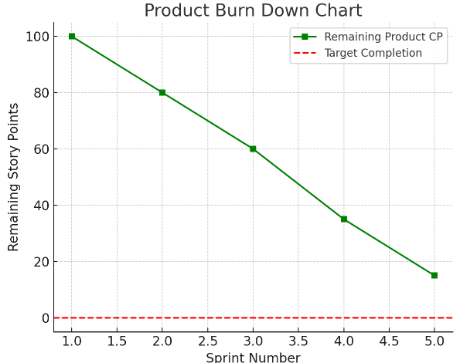 Product Burn Down Chart
Remaining Product CP
Target Completion
Remaining Story Points
100
80
60
40
20
0
1.0 1.5 2.0 2.5 3.0 3.5 4.0 4.5 5.0
Sprint Number